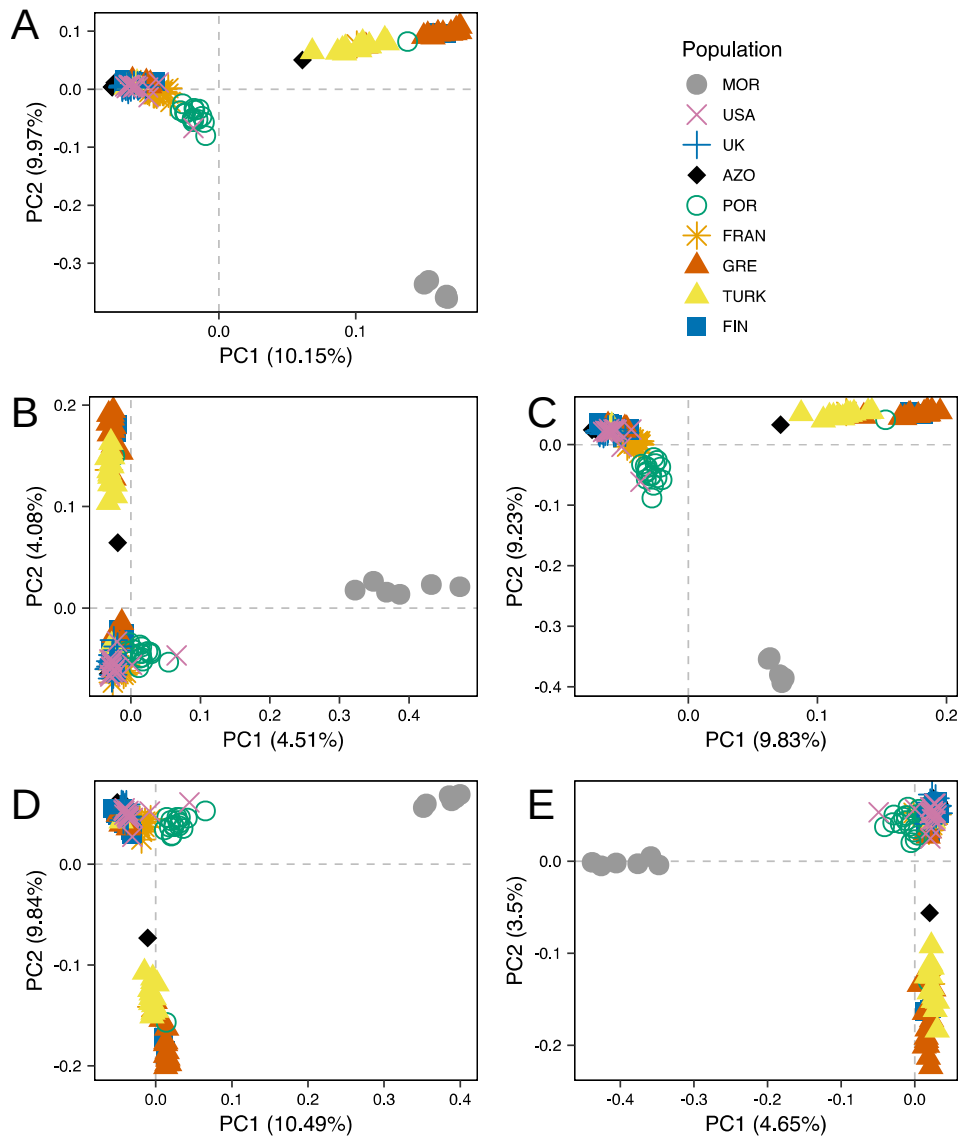 A
0.1
0.0
-0.1
-0.2
-0.3
PC2 (9.97%)
0.0
0.1
PC1 (10.15%)
Population
MOR
USA
UK
AZO
POR
FRAN
GRE
TURK
FIN
B
0.2
0.1
0.0
PC2 (4.08%)
0.0
0.1
0.2
0.3
0.4
PC1 (4.51%)
C
0.0
-0.1
-0.2
-0.3
-0.4
PC2 (9.23%)
0.0
0.1
0.2
PC1 (9.83%)
D
0.0
-0.1
-0.2
PC2 (9.84%)
0.0
0.1
0.2
0.3
0.4
PC1 (10.49%)
E
0.0
-0.1
-0.2
PC2 (3.5%)
-0.4
-0.3
-0.2
-0.1
0.0
PC1 (4.65%)